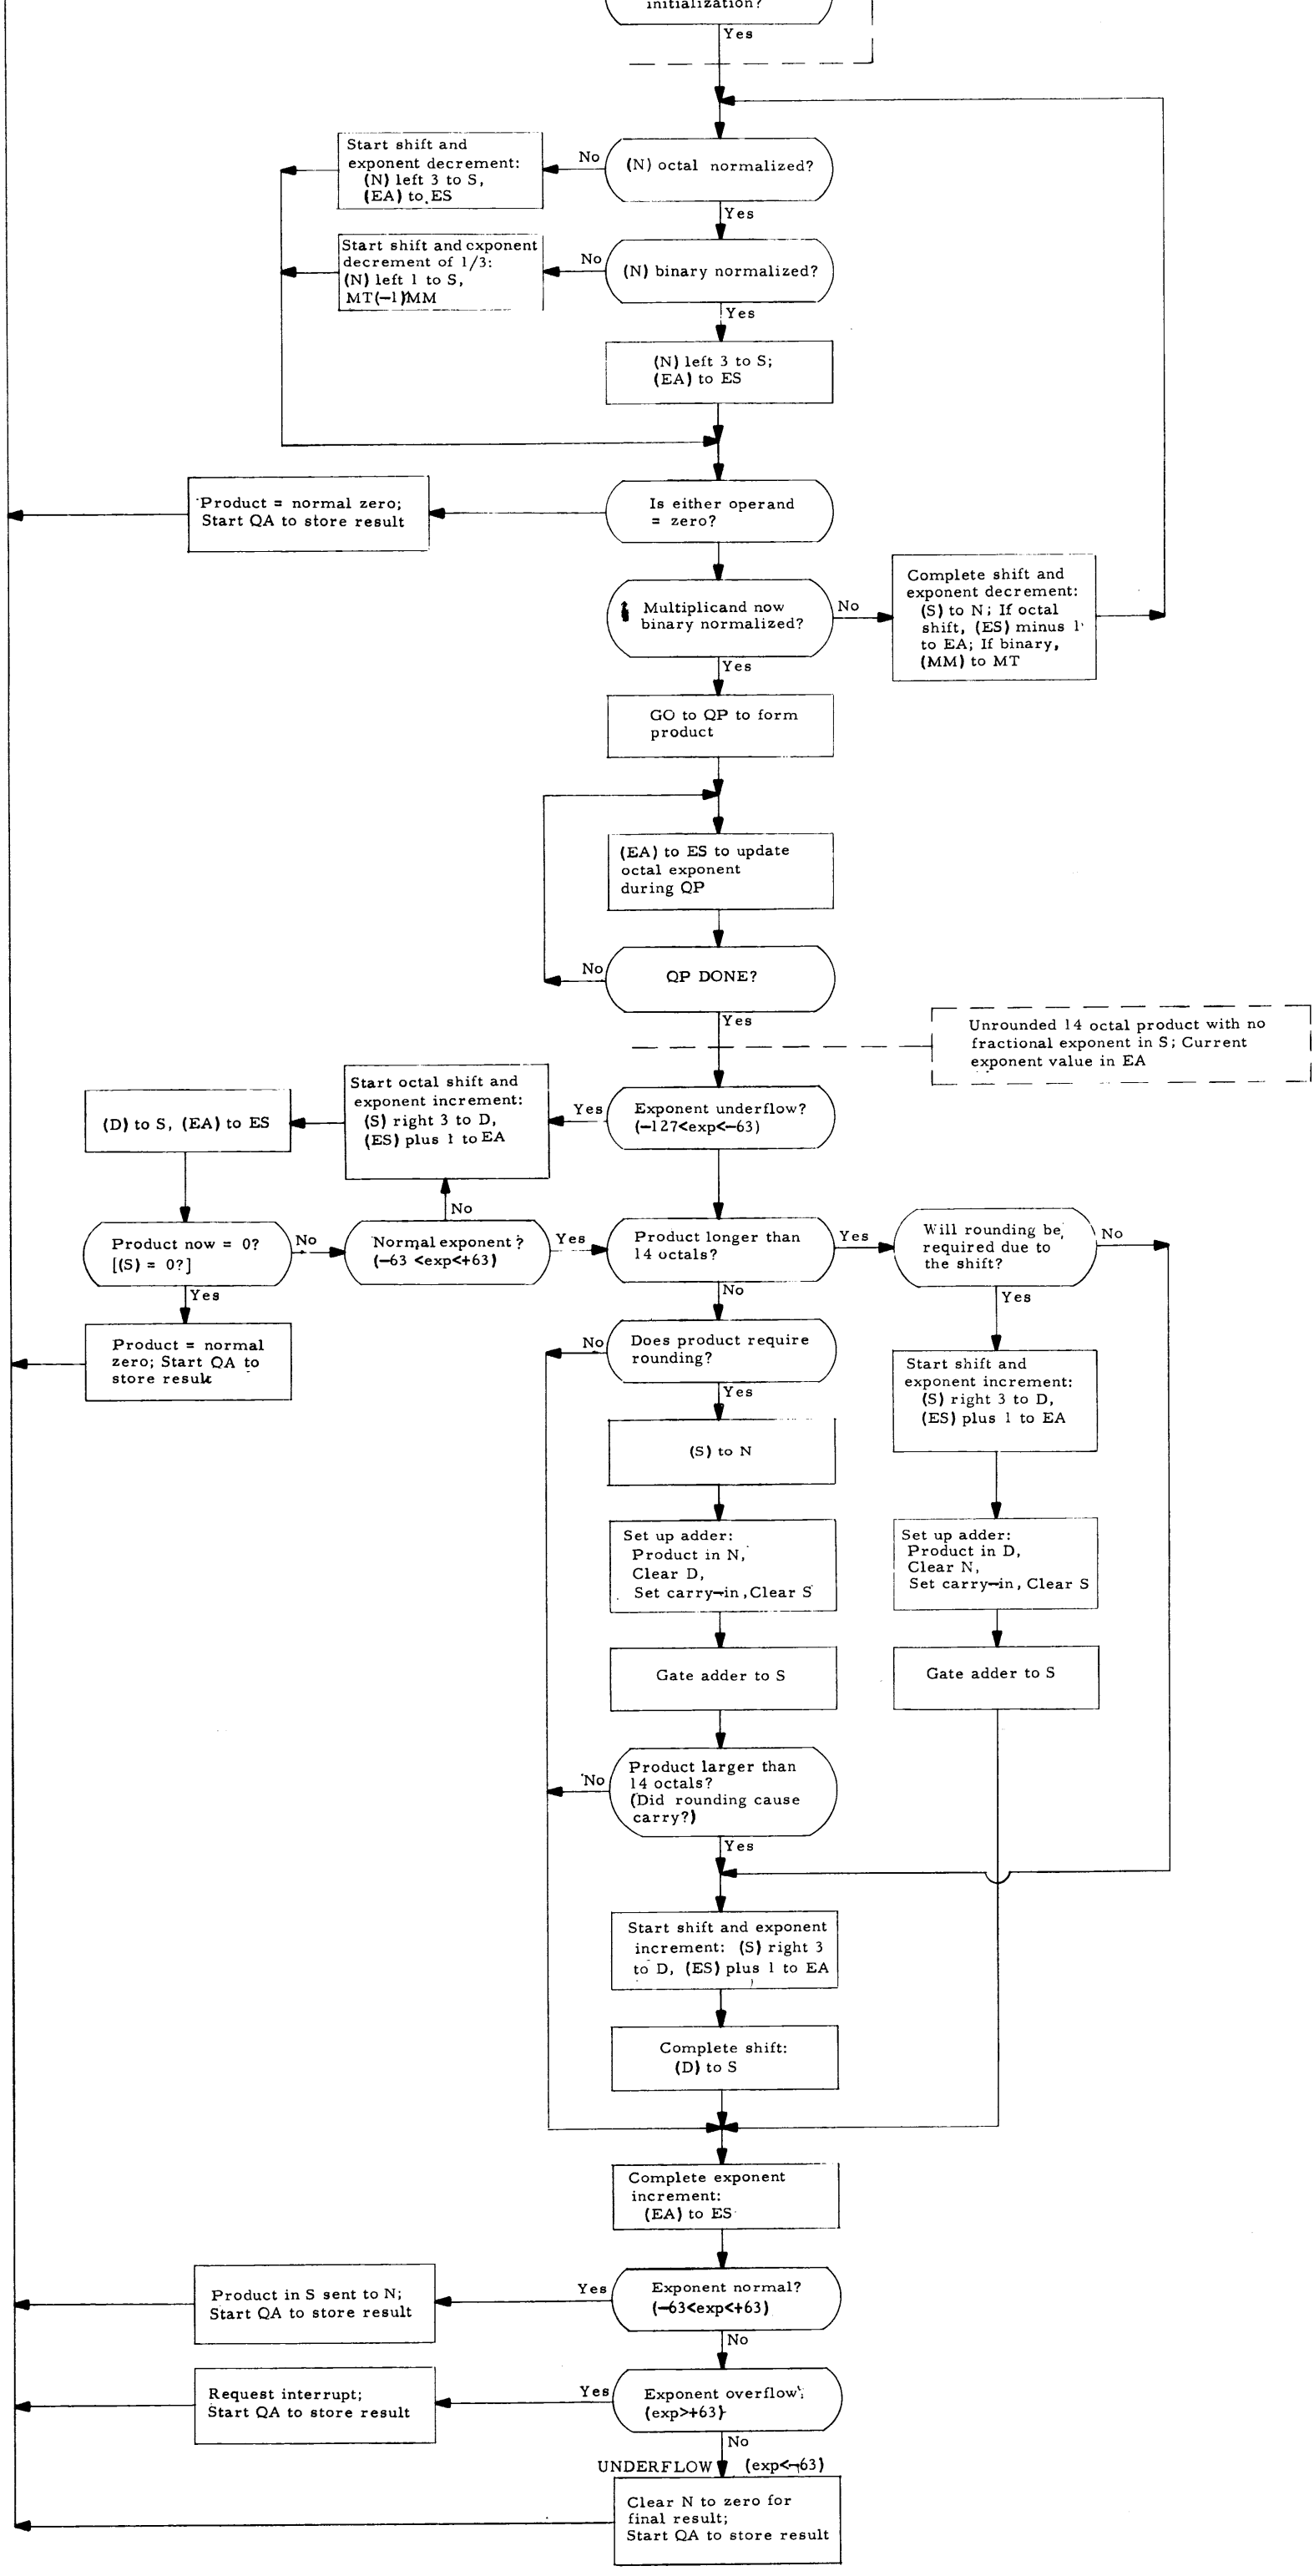 initialization?
Yes
Start shift and
exponent decrement:
(N) left 3 to S,
(EA) to ES
No
(N) octal normalized?
Yes
Start shift and exponent
decrement of 1/3:
(N) left 1 to S,
MT(-1)MM
No
(N) binary normalized?
Yes
(N) left 3 to S;
(EA) to ES
Product = normal zero;
Start QA to store result
Is either operand
= zero?
Multiplicand now
binary normalized?
No
Complete shift and
exponent decrement:
(S) to N; If octal
shift, (ES) minus 1
to EA; If binary,
(MM) to MT
Yes
GO to QP to form
product
(EA) to ES to update
octal exponent
during QP
No
QP DONE?
Yes
Unrounded 14 octal product with no
fractional exponent in S; Current
exponent value in EA
(D) to S, (EA) to ES
Start octal shift and
exponent increment:
(S) right 3 to D,
(ES) plus 1 to EA
Yes
Exponent underflow?
(-127<exp<-63)
No
Product now = 0?
[(S) = 0?]
No
Normal exponent?
(-63 <exp<+63)
Yes
Product longer than
14 octals?
Yes
Will rounding be
required due to
the shift?
No
Yes
No
Yes
Product = normal
zero; Start QA to
store result
No
Does product require
rounding?
Yes
Start shift and
exponent increment:
(S) right 3 to D,
(ES) plus 1 to EA
(S) to N
Set up adder:
Product in N,
Clear D,
Set carry-in, Clear S
Set up adder:
Product in D,
Clear N,
Set carry-in, Clear S
Gate adder to S
Gate adder to S
No
Product larger than
14 octals?
(Did rounding cause
carry?)
Yes
Start shift and exponent
increment: (S) right 3
to D, (ES) plus 1 to EA
Complete shift:
(D) to S
Complete exponent
increment:
(EA) to ES
Product in S sent to N;
Start QA to store result
Yes
Exponent normal?
(-63<exp<+63)
No
Request interrupt;
Start QA to store result
Yes
Exponent overflow
(exp>+63)
No
UNDERFLOW (exp<-63)
Clear N to zero for
final result;
Start QA to store result